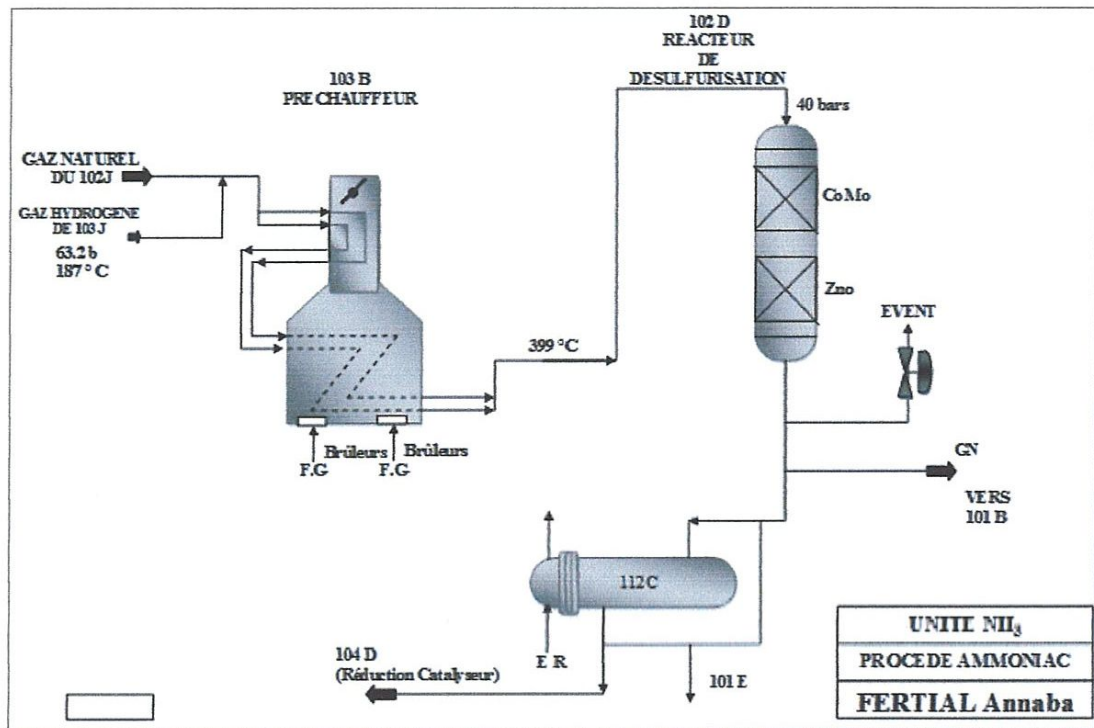 102 D
REACTEUR
DE
DESULFURISATION
103 B
PRECHAUFFEUR
40 bars
GAZ NATUREL
DU 102J
CoMo
GAZ HYDROGENE
DE 103 J
63.2 b
187 ° C
Zno
EVENT
399 °C
Brûleurs
Brûleurs
F.G
F.G
GN
VERS
101 B
112C
E R
104 D
(Réduction Catalyseur)
101 E
UNITE NH₃
PROCEDE AMMONIAC
FERTIAL Annaba